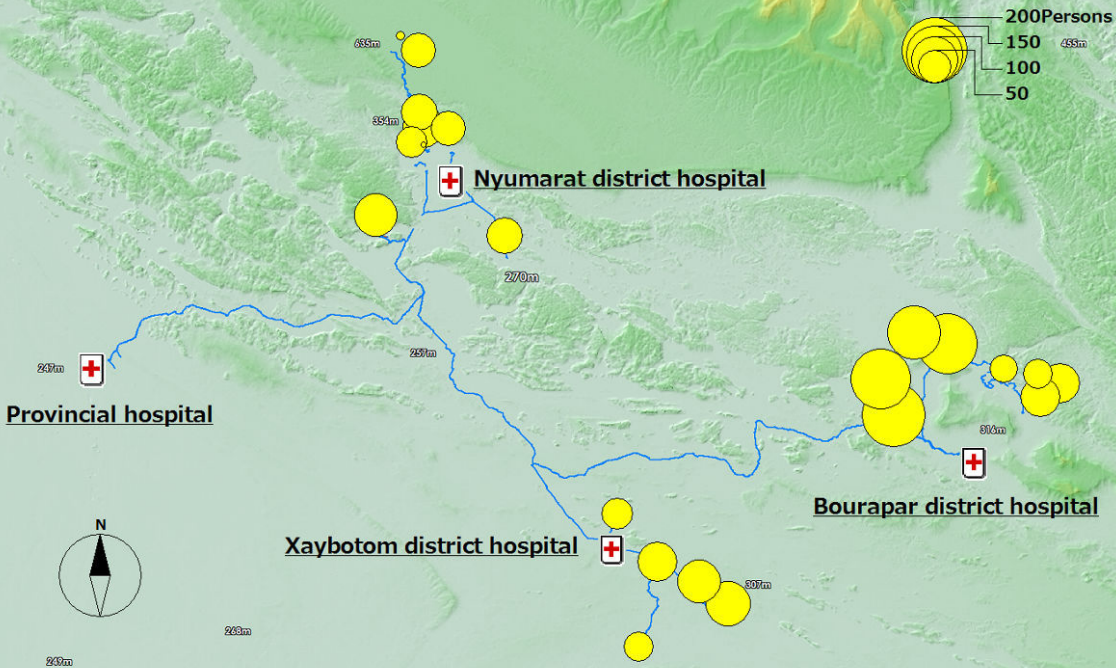 200Persons
150
455m
100
50
635m
354m
Nyumarat district hospital
270m
257m
247m
Provincial hospital
316m
Bourapar district hospital
N
Xaybotom district hospital
307m
268m
249m